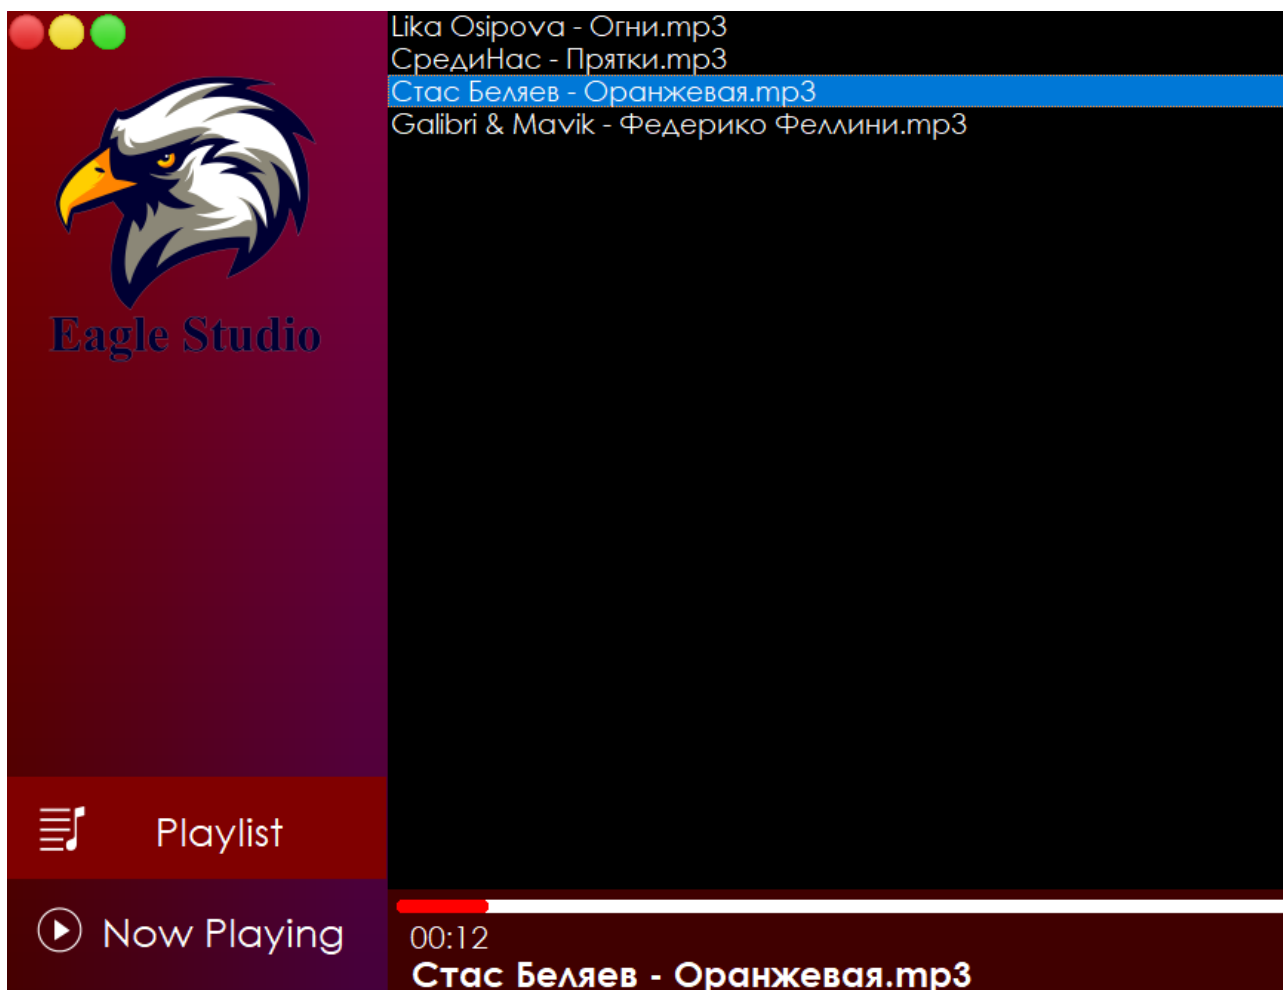 Lika Osipova - Огни.mp3
СрединНас - Прятки.mp3
Стас Беляев - Оранжевая.mp3
Galibri & Mavik - Федерико Феллини.mp3
Eagle Studio
Playlist
Now Playing
00:12
Стас Беляев - Оранжевая.mp3